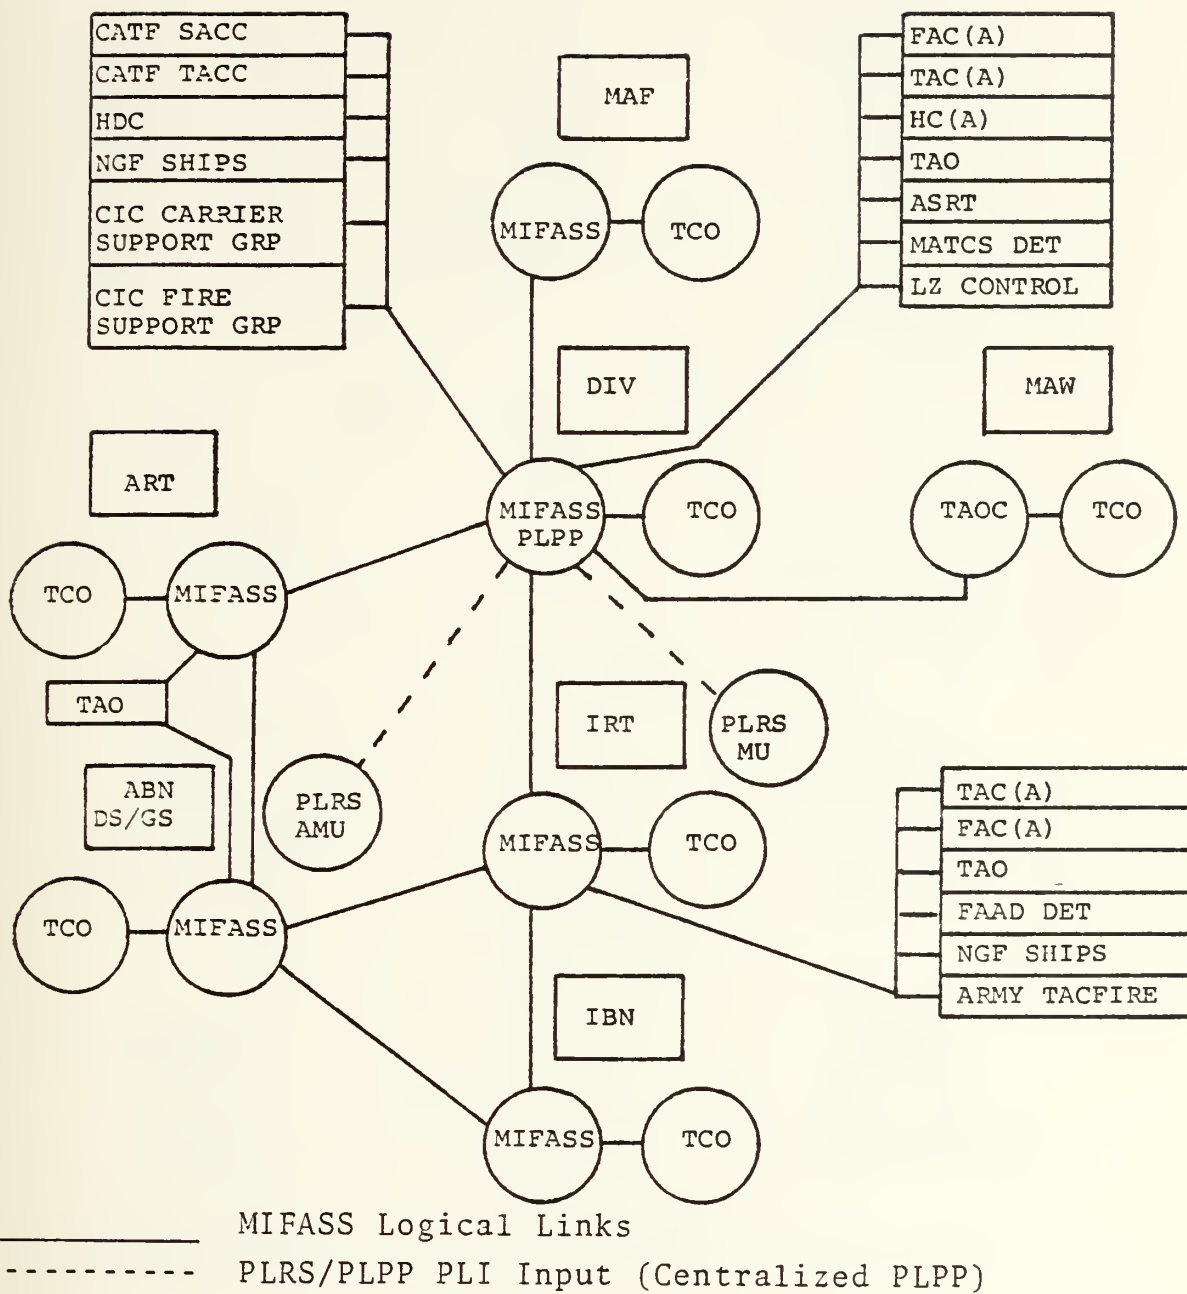 CATF SACC
CATF TACC
HDC
NGF SHIPS
CIC CARRIER
SUPPORT GRP
CIC FIRE
SUPPORT GRP
MAF
MIFASS
TCO
FAC(A)
TAC(A)
HC(A)
TAO
ASRT
MATCS DET
LZ CONTROL
DIV
MAW
ART
MIFASS
PLPP
TCO
TAOC
TCO
TCO
MIFASS
TAO
IRT
PLRS
MU
ABN
DS/GS
PLRS
AMU
MIFASS
TCO
TAC(A)
FAC(A)
TAO
FAAD DET
NGF SHIPS
ARMY TACFIRE
TCO
MIFASS
IBN
MIFASS
TCO
MIFASS Logical Links
PLRS/PLPP PLI Input (Centralized PLPP)